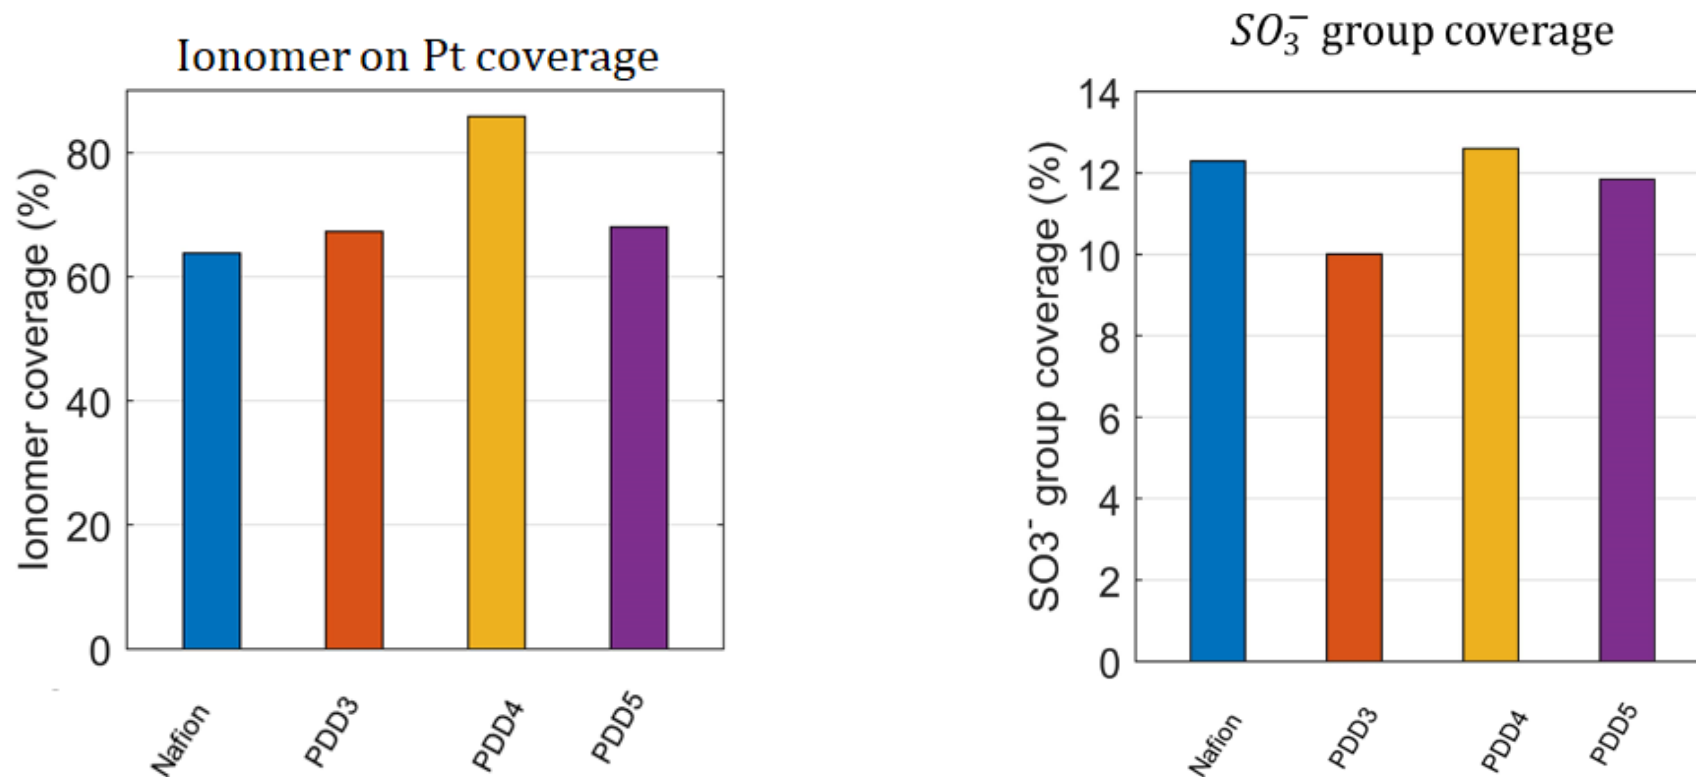 Ionomer on Pt coverage
Ionomer coverage (%)
80
60
40
20
0
Nafion
PDD3
PDD4
PDD5
SO₃⁻ group coverage
SO3⁻ group coverage (%)
14
12
10
8
6
4
2
0
Nafion
PDD3
PDD4
PDD5